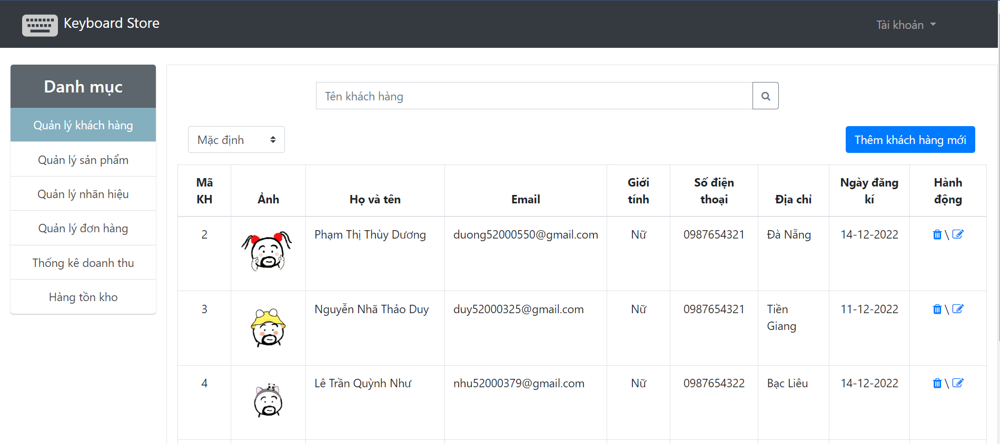 Keyboard Store
Tài khoản
Danh mục
Quản lý khách hàng
Quản lý sản phẩm
Quản lý nhãn hiệu
Quản lý đơn hàng
Thống kê doanh thu
Hàng tồn kho
Tên khách hàng
Mặc định
Thêm khách hàng mới
Mã KH
Ảnh
Họ và tên
Email
Giới tính
Số điện thoại
Địa chỉ
Ngày đăng kí
Hành động
2 Phạm Thị Thùy Dương duong52000550@gmail.com Nữ 0987654321 Đà Nẵng 14-12-2022 \
3 Nguyễn Nhã Thảo Duy duy52000325@gmail.com Nữ 0987654321 Tiền Giang 11-12-2022 \
4 Lê Trần Quỳnh Như nhu52000379@gmail.com Nữ 0987654322 Bạc Liêu 14-12-2022 \